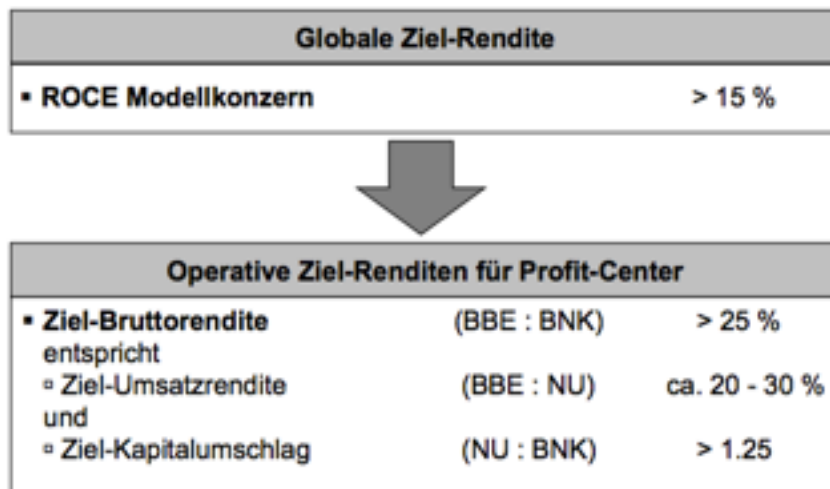 Globale Ziel-Rendite
▪ ROCE Modellkonzern > 15 %
Operative Ziel-Renditen für Profit-Center
▪ Ziel-Bruttorendite (BBE : BNK) > 25 %
entspricht
▫ Ziel-Umsatzrendite (BBE : NU) ca. 20 - 30 %
und
▫ Ziel-Kapitalumschlag (NU : BNK) > 1.25